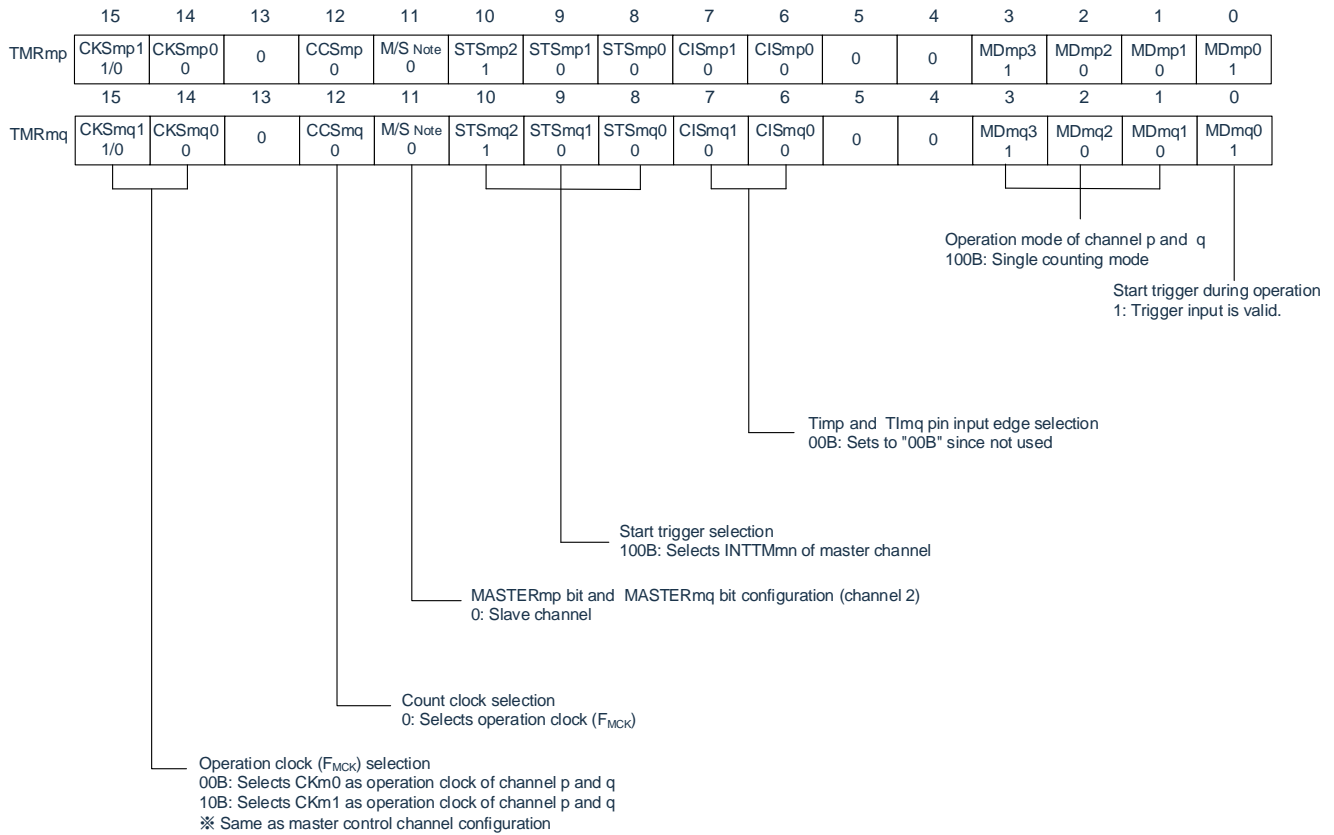 15 14 13 12 11 10 9 8 7 6 5 4 3 2 1 0
TMRmp CKSmp1 CKSmp0 0 CCSmp M/S Note STSmp2 STSmp1 STSmp0 CISmp1 CISmp0 0 0 MDmp3 MDmp2 MDmp1 MDmp0
1/0 0 0 0 1 0 0 0 0 1 0 0 1
15 14 13 12 11 10 9 8 7 6 5 4 3 2 1 0
TMRmq CKSmq1 CKSmq0 0 CCSmq M/S Note STSmq2 STSmq1 STSmq0 CISmq1 CISmq0 0 0 MDmq3 MDmq2 MDmq1 MDmq0
1/0 0 0 0 1 0 0 0 0 1 0 0 1
Operation mode of channel p and q
100B: Single counting mode
Start trigger during operation
1: Trigger input is valid.
Timp and TImq pin input edge selection
00B: Sets to "00B" since not used
Start trigger selection
100B: Selects INTTMmn of master channel
MASTERmp bit and MASTERmq bit configuration (channel 2)
0: Slave channel
Count clock selection
0: Selects operation clock (FMCK)
Operation clock (FMCK) selection
00B: Selects CKm0 as operation clock of channel p and q
10B: Selects CKm1 as operation clock of channel p and q
※ Same as master control channel configuration